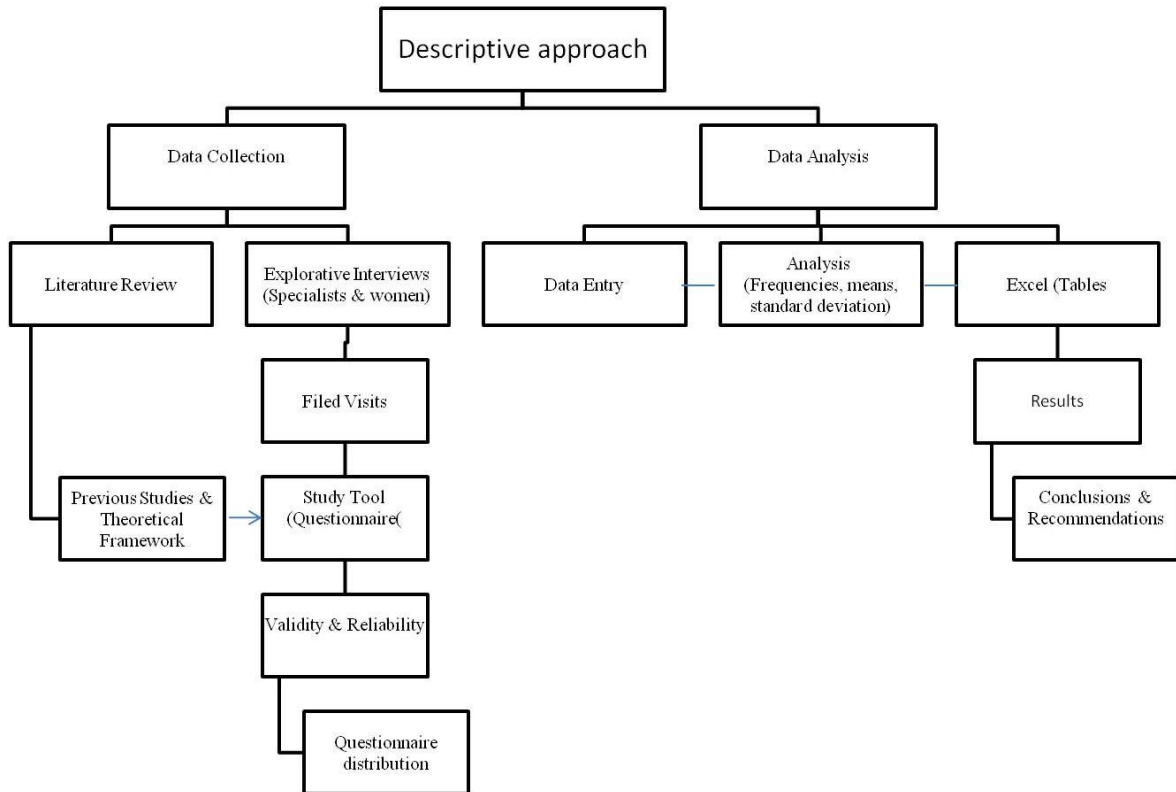 Descriptive approach
Data Collection
Data Analysis
Literature Review
Explorative Interviews
(Specialists & women)
Data Entry
Analysis
(Frequencies, means,
standard deviation)
Excel (Tables
Filed Visits
Results
Previous Studies &
Theoretical
Framework
Study Tool
(Questionnaire(
Conclusions &
Recommendations
Validity & Reliability
Questionnaire
distribution